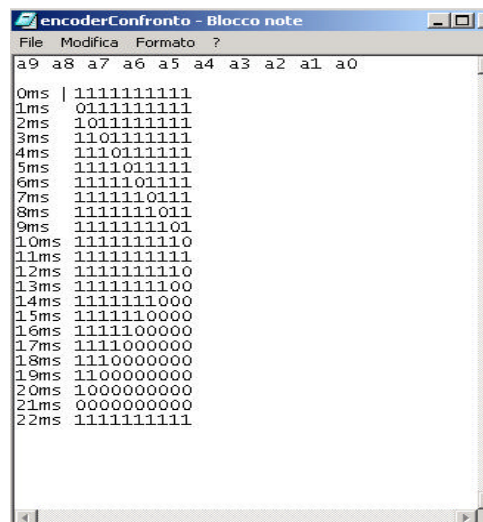 encoderConfronto - Blocco note
File Modifica Formato ?
a9 a8 a7 a6 a5 a4 a3 a2 a1 a0
0ms | 1111111111
1ms 0111111111
2ms 1011111111
3ms 1101111111
4ms 1110111111
5ms 1111011111
6ms 1111101111
7ms 1111110111
8ms 1111111011
9ms 1111111101
10ms 1111111110
11ms 1111111111
12ms 1111111110
13ms 1111111100
14ms 1111111000
15ms 1111110000
16ms 1111100000
17ms 1111000000
18ms 1110000000
19ms 1100000000
20ms 1000000000
21ms 0000000000
22ms 1111111111